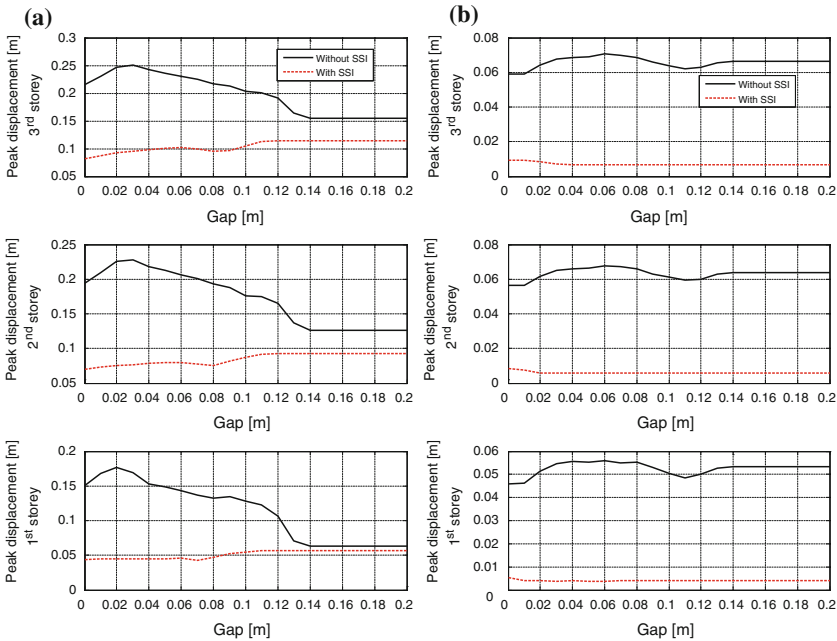 (a)
Peak displacement [m]
3rd storey
0.3
0.25
0.2
0.15
0.1
0.05
Without SSI
With SSI
0 0.02 0.04 0.06 0.08 0.1 0.12 0.14 0.16 0.18 0.2
Gap [m]
Peak displacement [m]
2nd storey
0.25
0.2
0.15
0.1
0.05
0 0.02 0.04 0.06 0.08 0.1 0.12 0.14 0.16 0.18 0.2
Gap [m]
Peak displacement [m]
1st storey
0.2
0.15
0.1
0.05
0
0 0.02 0.04 0.06 0.08 0.1 0.12 0.14 0.16 0.18 0.2
Gap [m]
(b)
Peak displacement [m]
3rd storey
0.08
0.06
0.04
0.02
0
Without SSI
With SSI
0 0.02 0.04 0.06 0.08 0.1 0.12 0.14 0.16 0.18 0.2
Gap [m]
Peak displacement [m]
2nd storey
0.08
0.06
0.04
0.02
0
0 0.02 0.04 0.06 0.08 0.1 0.12 0.14 0.16 0.18 0.2
Gap [m]
Peak displacement [m]
1st storey
0.06
0.05
0.04
0.03
0.02
0.01
0
0 0.02 0.04 0.06 0.08 0.1 0.12 0.14 0.16 0.18 0.2
Gap [m]